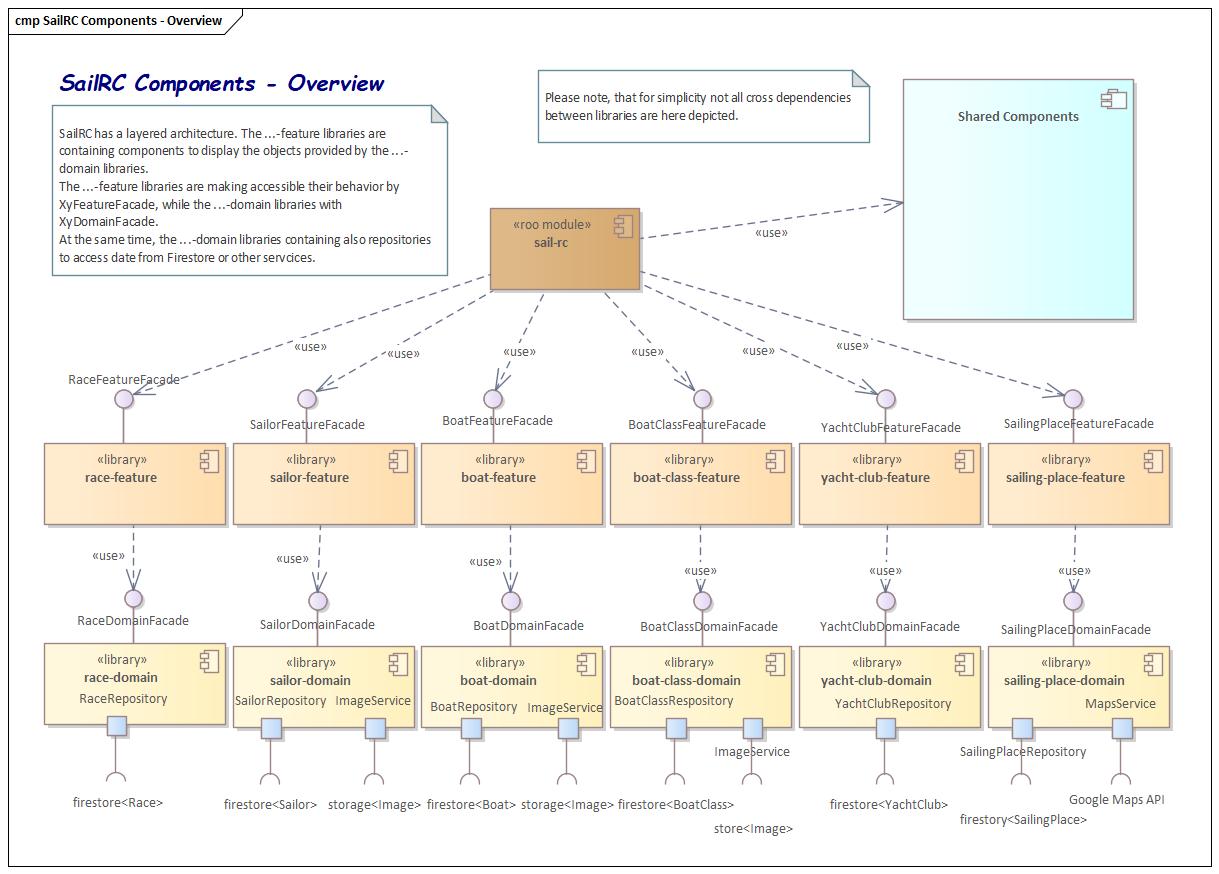 cmp SailRC Components - Overview
SailRC Components - Overview
SailRC has a layered architecture. The ...-feature libraries are
containing components to display the objects provided by the ...-
domain libraries.
The ...-feature libraries are making accessible their behavior by
XyFeatureFacade, while the ...-domain libraries with
XyDomainFacade.
At the same time, the ...-domain libraries containing also repositories
to access date from Firestore or other servcices.
Please note, that for simplicity not all cross dependencies
between libraries are here depicted.
Shared Components
«roo module»
sail-rc
«use»
«use»
«use»
«use»
«use»
«use»
«use»
RaceFeatureFacade
SailorFeatureFacade
BoatFeatureFacade
BoatClassFeatureFacade
YachtClubFeatureFacade
SailingPlaceFeatureFacade
«library»
race-feature
«library»
sailor-feature
«library»
boat-feature
«library»
boat-class-feature
«library»
yacht-club-feature
«library»
sailing-place-feature
«use»
«use»
«use»
«use»
«use»
«use»
RaceDomainFacade
SailorDomainFacade
BoatDomainFacade
BoatClassDomainFacade
YachtClubDomainFacade
SailingPlaceDomainFacade
«library»
race-domain
RaceRepository
«library»
sailor-domain
SailorRepository
ImageService
«library»
boat-domain
BoatRepository
ImageService
«library»
boat-class-domain
BoatClassRespository
ImageService
«library»
yacht-club-domain
YachtClubRepository
«library»
sailing-place-domain
MapsService
SailingPlaceRepository
firestore<Race>
firestore<Sailor>
storage<Image>
firestore<Boat>
storage<Image>
firestore<BoatClass>
store<Image>
firestore<YachtClub>
Google Maps API
firestory<SailingPlace>